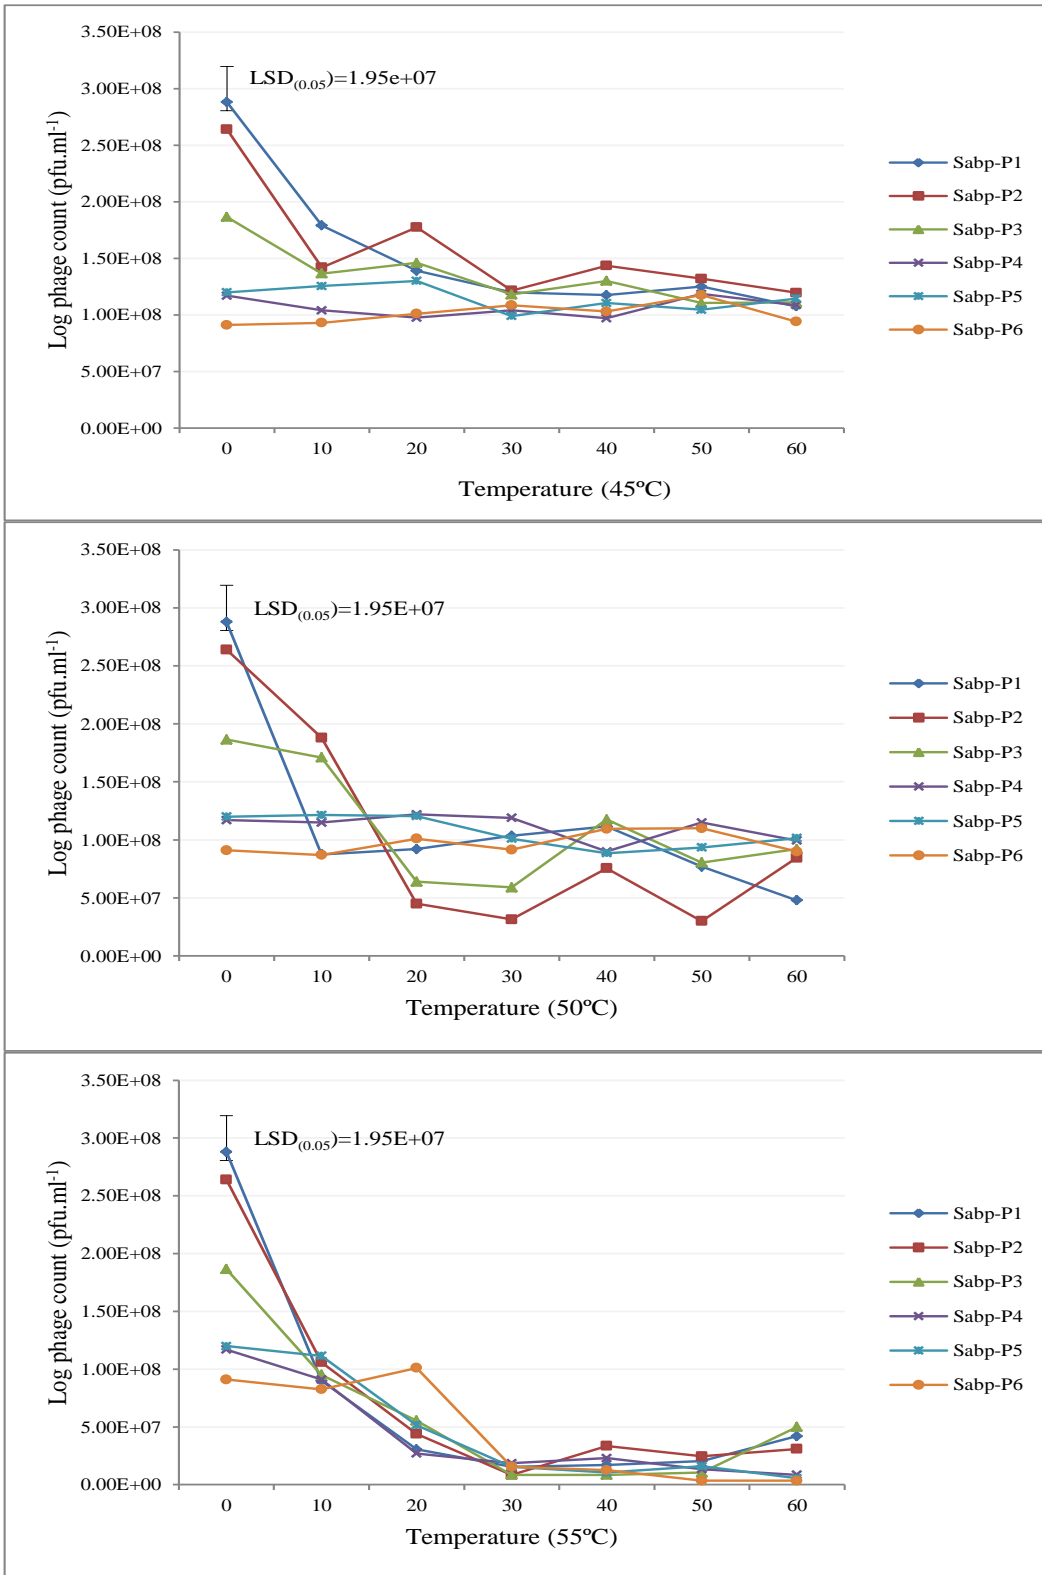 3.50E+08
3.00E+08
2.50E+08
2.00E+08
1.50E+08
1.00E+08
5.00E+07
0.00E+00
Log phage count (pfu.ml-1)
LSD(0.05)=1.95e+07
0 10 20 30 40 50 60
Temperature (45ºC)
Sabp-P1
Sabp-P2
Sabp-P3
Sabp-P4
Sabp-P5
Sabp-P6
3.50E+08
3.00E+08
2.50E+08
2.00E+08
1.50E+08
1.00E+08
5.00E+07
0.00E+00
Log phage count (pfu.ml-1)
LSD(0.05)=1.95E+07
0 10 20 30 40 50 60
Temperature (50ºC)
Sabp-P1
Sabp-P2
Sabp-P3
Sabp-P4
Sabp-P5
Sabp-P6
3.50E+08
3.00E+08
2.50E+08
2.00E+08
1.50E+08
1.00E+08
5.00E+07
0.00E+00
Log phage count (pfu.ml-1)
LSD(0.05)=1.95E+07
0 10 20 30 40 50 60
Temperature (55ºC)
Sabp-P1
Sabp-P2
Sabp-P3
Sabp-P4
Sabp-P5
Sabp-P6